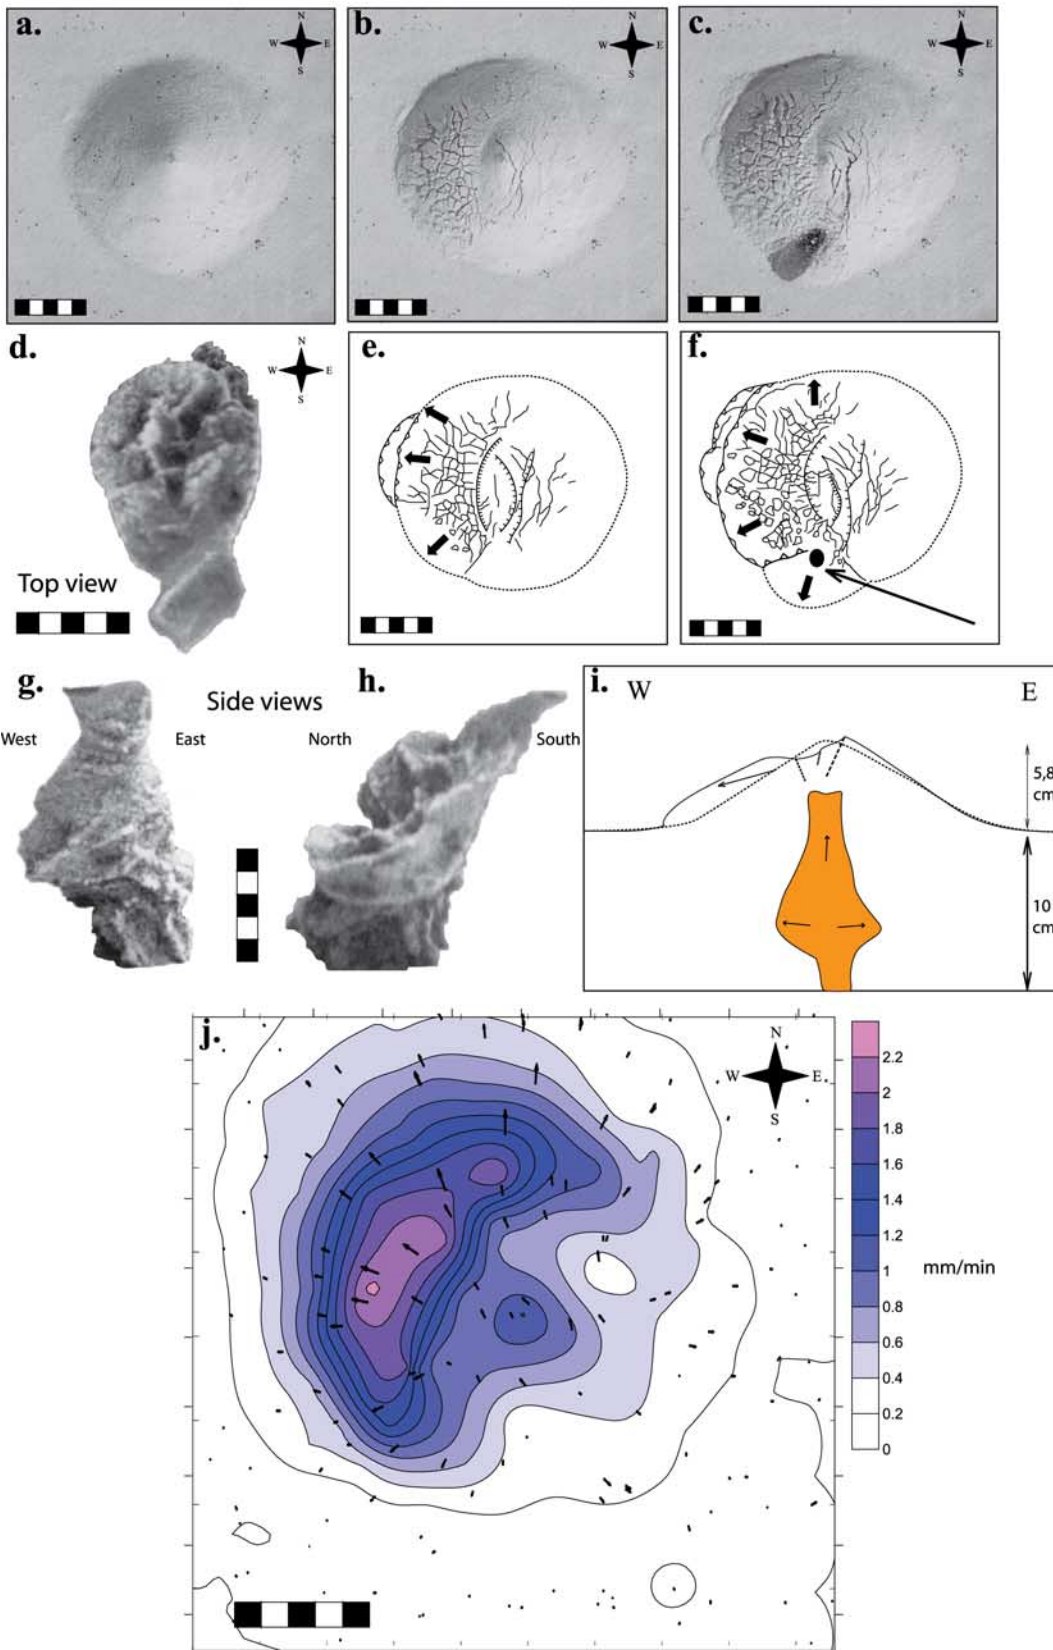 a.
N
W E
S
b.
N
W E
S
c.
N
W E
S
d.
N
W E
S
Top view
e.
f.
g.
Side views
h.
West
East
North
South
i.
W
E
5,8
cm
10
cm
j.
N
W E
S
2.2
2
1.8
1.6
1.4
1.2
1
0.8
0.6
0.4
0.2
0
mm/min